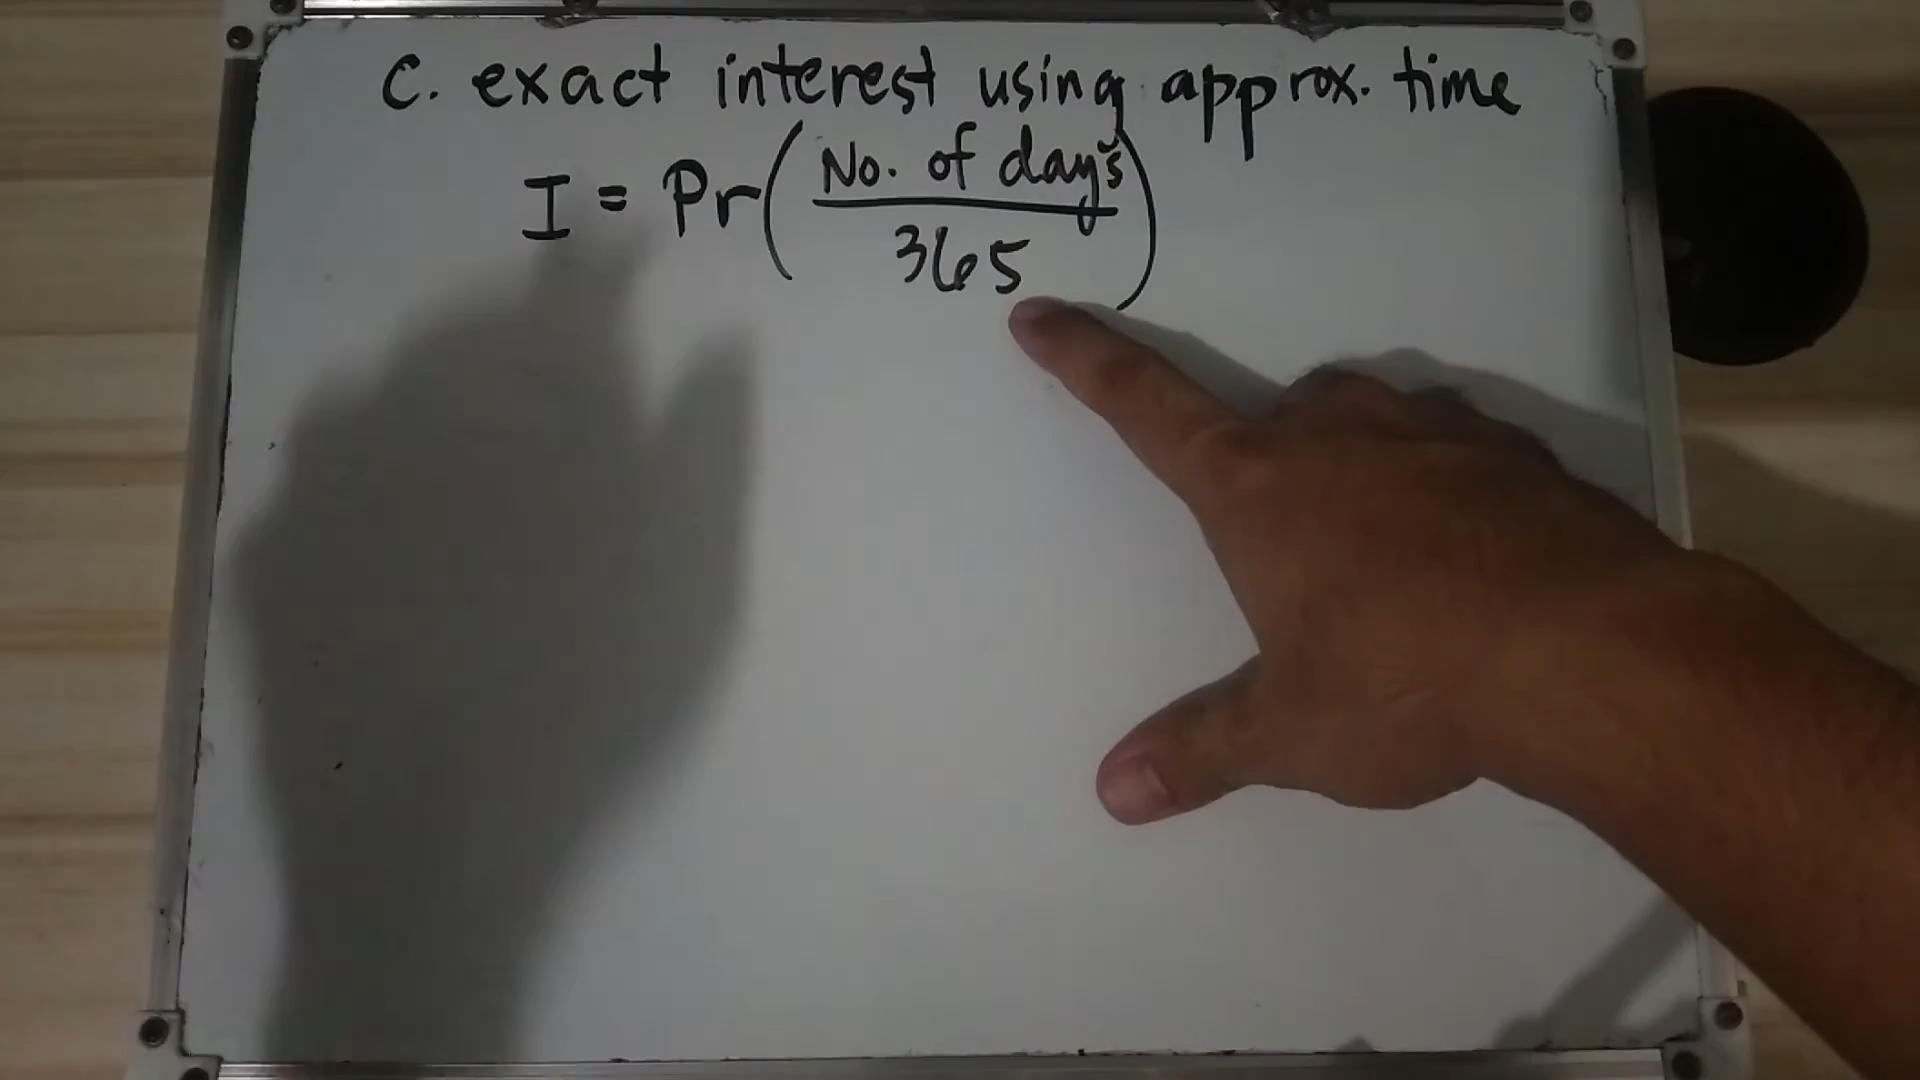 c. exact interest using approx. time
I = Pr(No. of days / 365)